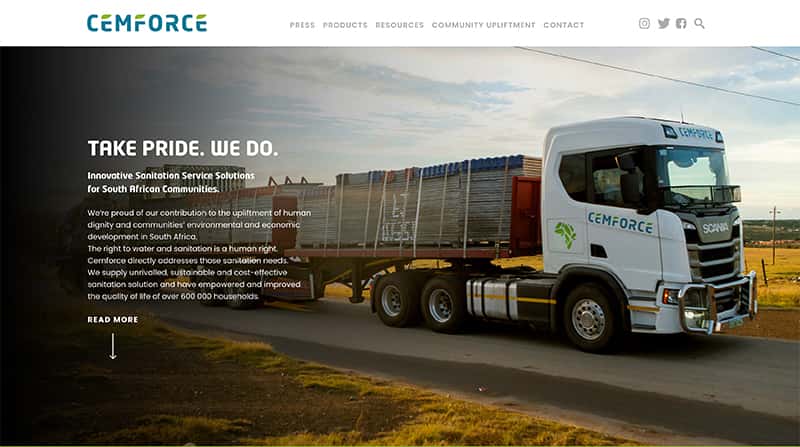 CEMFORCE
PRESS PRODUCTS RESOURCES COMMUNITY UPLIFTMENT CONTACT
TAKE PRIDE. WE DO.
Innovative Sanitation Service Solutions
for South African Communities.
We're proud of our contribution to the upliftment of human
dignity and communities' environmental and economic
development in South Africa.
The right to water and sanitation is a human right.
Cemforce directly addresses those sanitation needs.
We supply unrivalled, sustainable and cost-effective
sanitation solution and have empowered and improved
the quality of life of over 600 000 households.
READ MORE
CEMFORCE
CEMFORCE
SCANIA